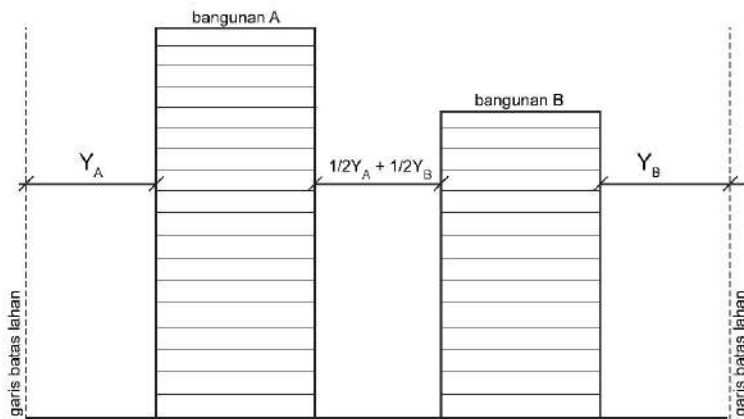 bangunan A
bangunan B
Y_A
1/2Y_A + 1/2Y_B
Y_B
garis batas lahan
garis batas lahan